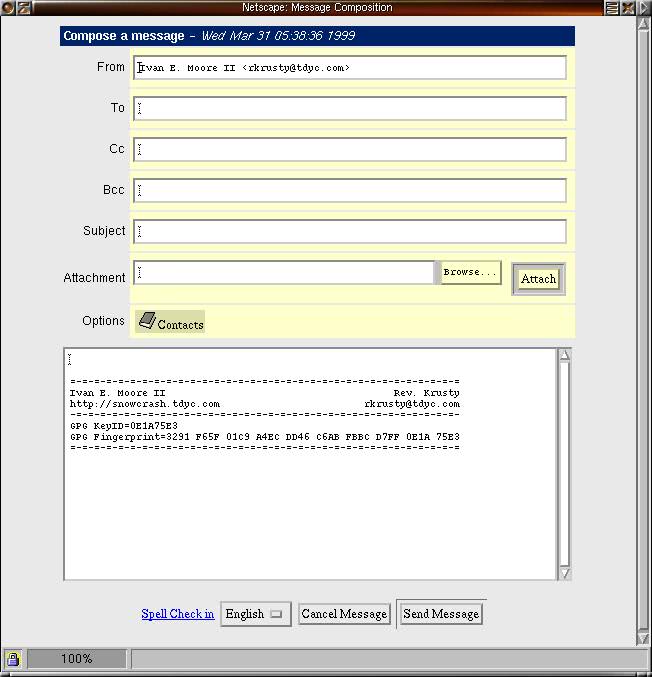 Netscape: Message Composition
Compose a message - Wed Mar 31 05:38:36 1999
From Ivan E. Moore II <rkrusty@tdyc.com>
To
Cc
Bcc
Subject
Attachment Browse... Attach
Options Contacts
=-=-=-=-=-=-=-=-=-=-=-=-=-=-=-=-=-=-=-=-=-=-=-=-=-=-=-=-=-=-=-=-=
Ivan E. Moore II Rev. Krusty
http://snowcrash.tdyc.com rkrusty@tdyc.com
=-=-=-=-=-=-=-=-=-=-=-=-=-=-=-=-=-=-=-=-=-=-=-=-=-=-=-=-=-=-=-=-=
GPG KeyID=0E1A75E3
GPG Fingerprint=3291 F65F 01C9 A4EC DD46 C6AB FBBC D7FF 0E1A 75E3
=-=-=-=-=-=-=-=-=-=-=-=-=-=-=-=-=-=-=-=-=-=-=-=-=-=-=-=-=-=-=-=-=
Spell Check in English Cancel Message Send Message
100%